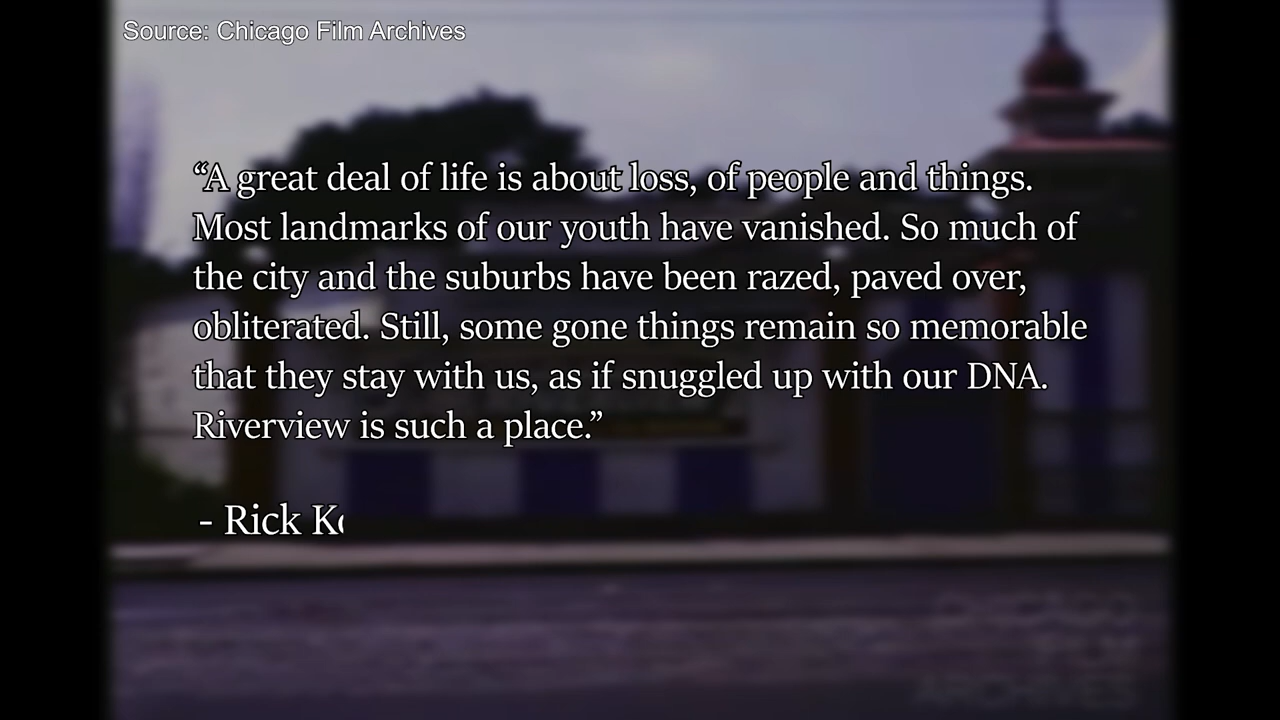 Source: Chicago Film Archives
“A great deal of life is about loss, of people and things.
Most landmarks of our youth have vanished. So much of
the city and the suburbs have been razed, paved over,
obliterated. Still, some gone things remain so memorable
that they stay with us, as if snuggled up with our DNA.
Riverview is such a place.”
- Rick
CHICAGO
FILM
ARCHIVES